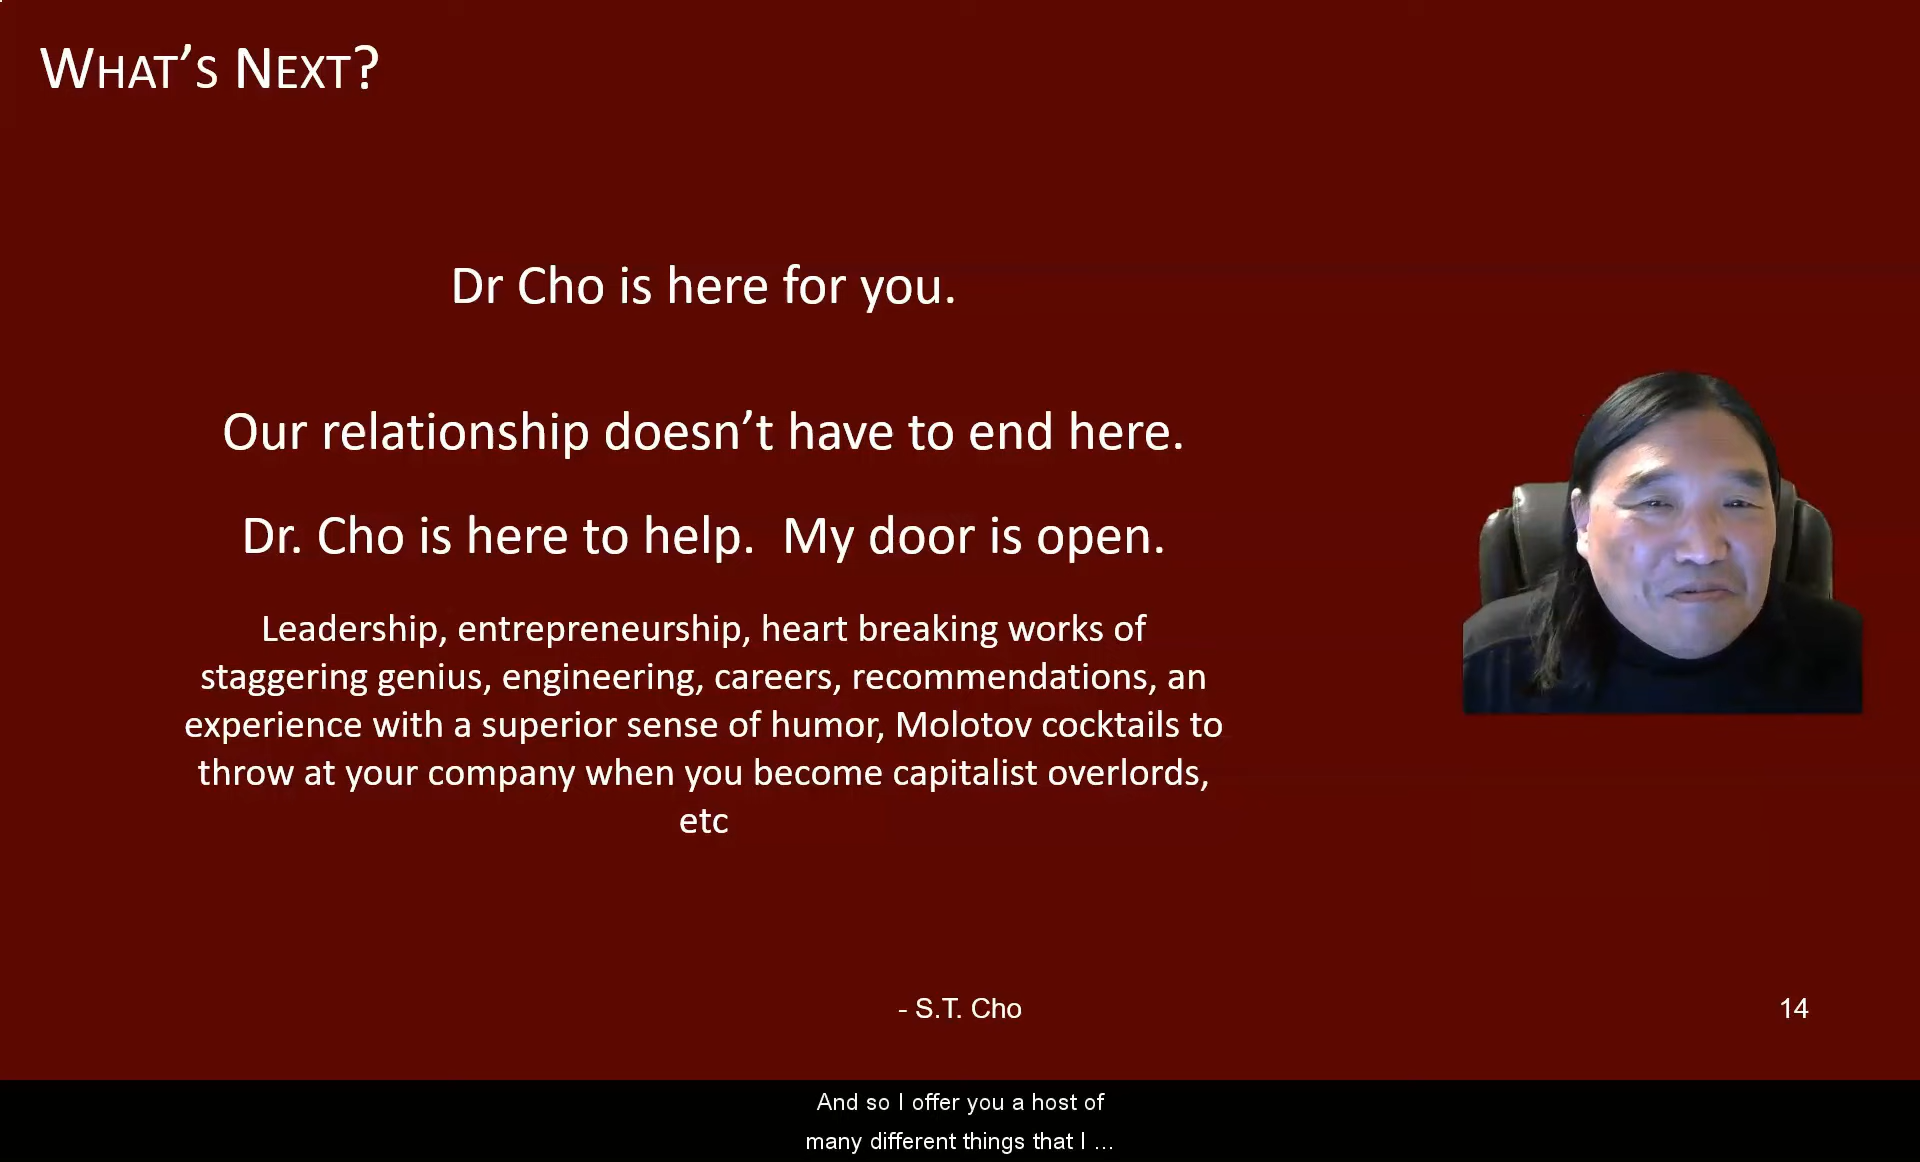 WHAT’S NEXT?
Dr Cho is here for you.
Our relationship doesn’t have to end here.
Dr. Cho is here to help.  My door is open.
Leadership, entrepreneurship, heart breaking works of
staggering genius, engineering, careers, recommendations, an
experience with a superior sense of humor, Molotov cocktails to
throw at your company when you become capitalist overlords,
etc
- S.T. Cho
14
And so I offer you a host of
many different things that I ...